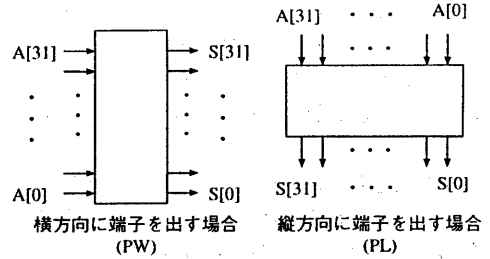 A[31] S[31]
A[0] S[0]
横方向に端子を出す場合
(PW)
A[31] A[0]
S[31] S[0]
縦方向に端子を出す場合
(PL)